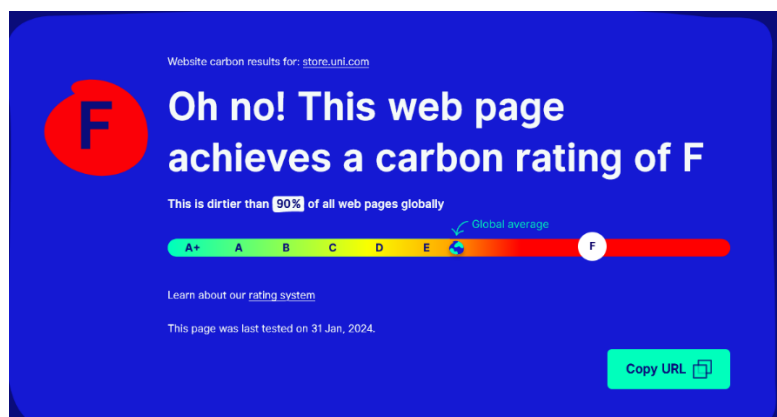 Website carbon results for: store.uni.com
F
Oh no! This web page
achieves a carbon rating of F
This is dirtier than 90% of all web pages globally
Global average
A+ A B C D E F
Learn about our rating system
This page was last tested on 31 Jan, 2024.
Copy URL